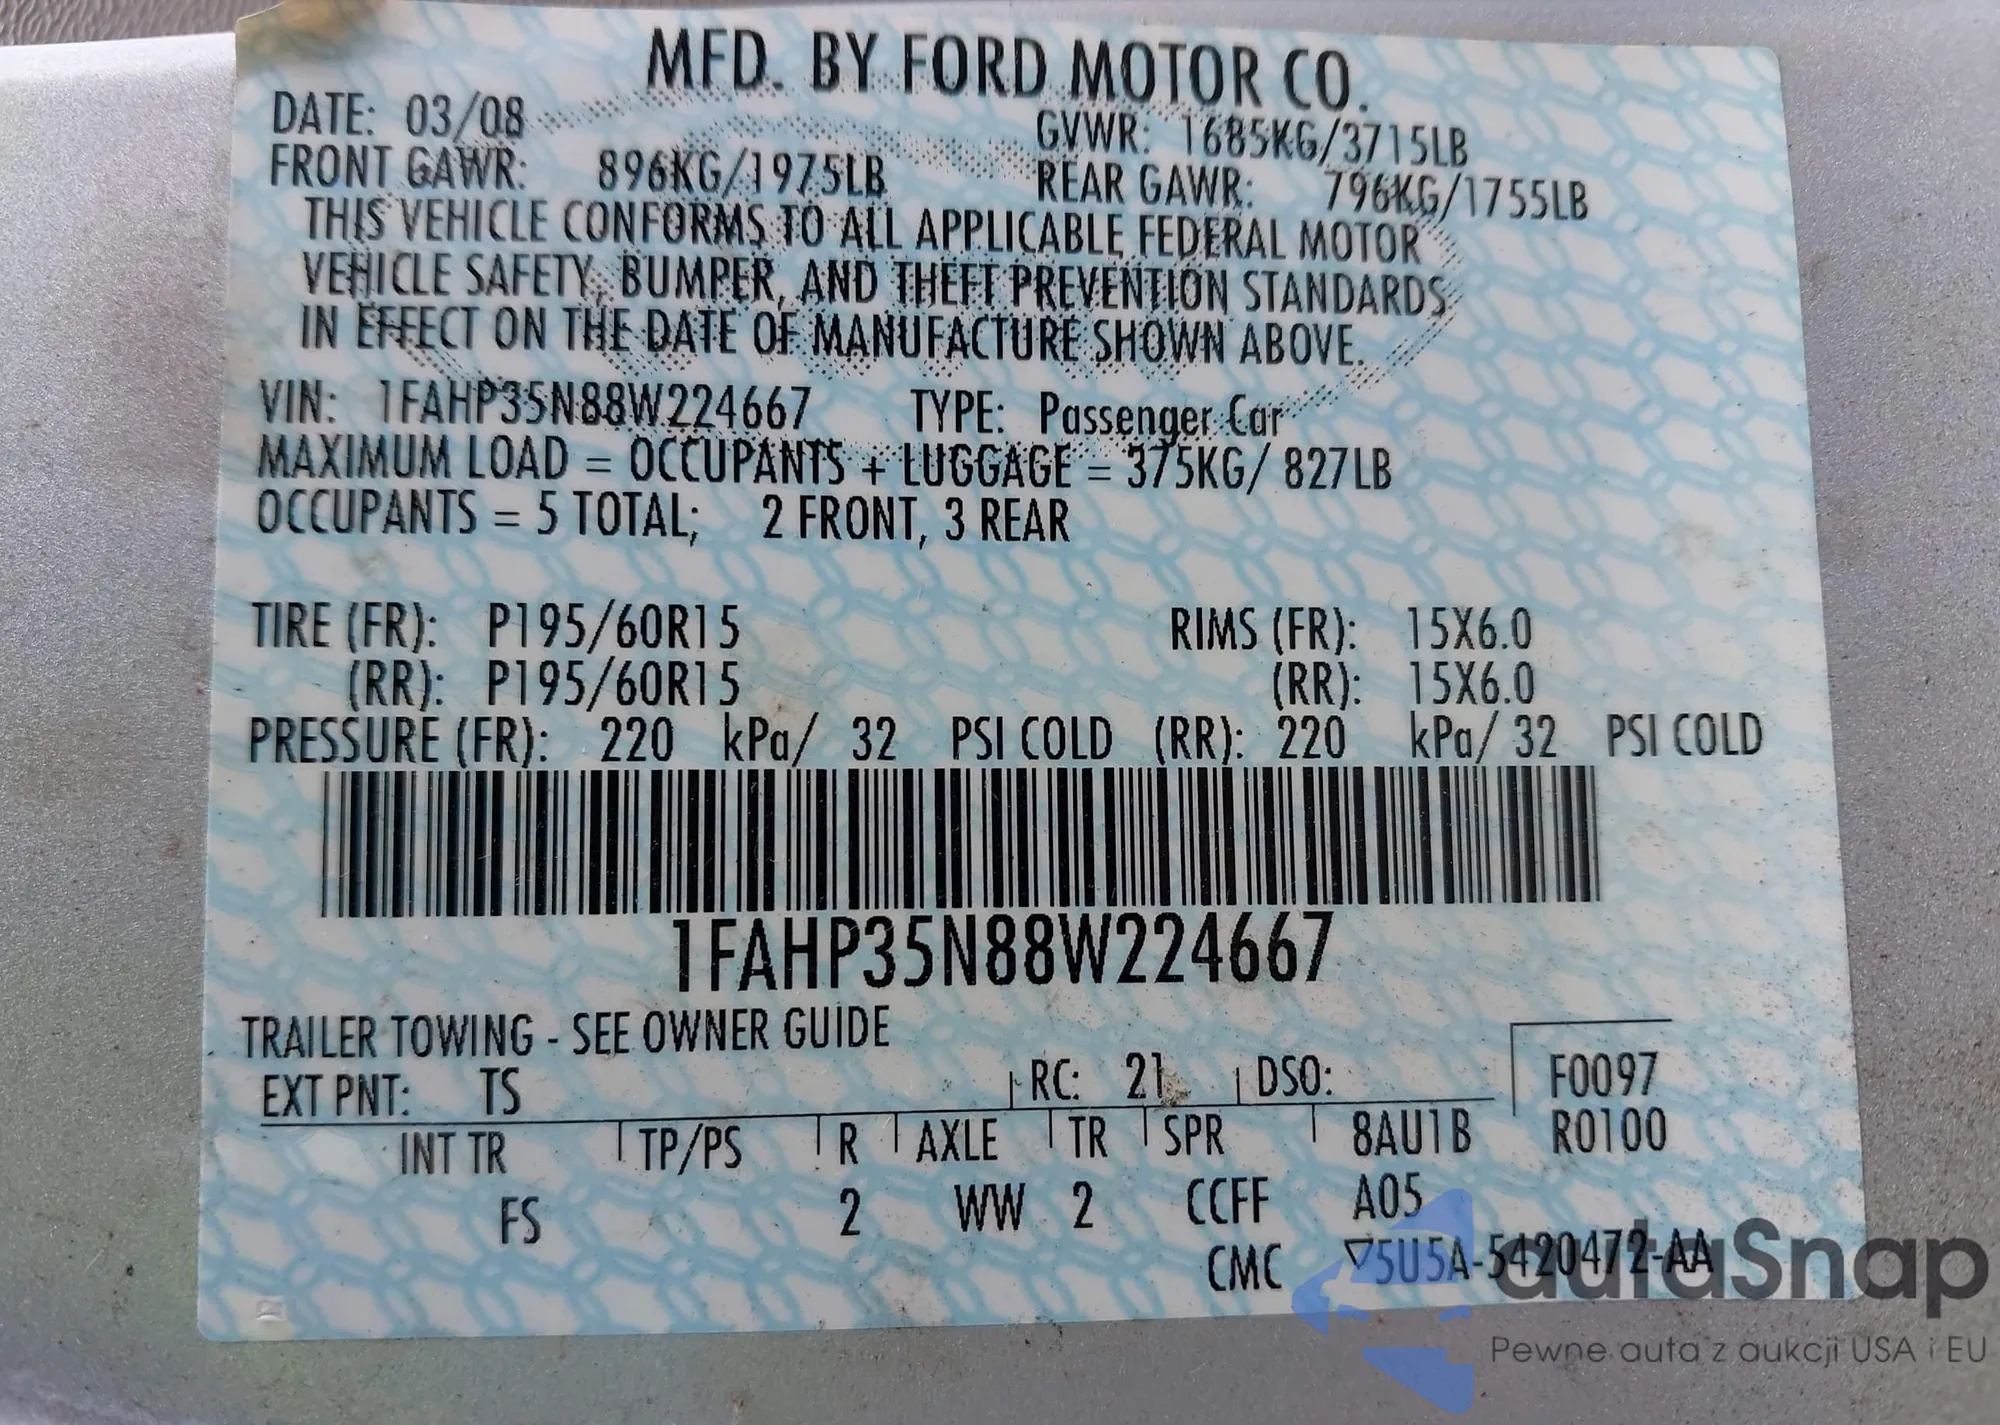 MFD. BY FORD MOTOR CO.
DATE: 03/08 GVWR: 1685KG/3715LB
FRONT GAWR: 896KG/1975LB REAR GAWR: 796KG/1755LB
THIS VEHICLE CONFORMS TO ALL APPLICABLE FEDERAL MOTOR
VEHICLE SAFETY, BUMPER, AND THEFT PREVENTION STANDARDS
IN EFFECT ON THE DATE OF MANUFACTURE SHOWN ABOVE.
VIN: 1FAHP35N88W224667 TYPE: Passenger Car
MAXIMUM LOAD = OCCUPANTS + LUGGAGE = 375KG/ 827LB
OCCUPANTS = 5 TOTAL; 2 FRONT, 3 REAR
TIRE (FR): P195/60R15 RIMS (FR): 15X6.0
(RR): P195/60R15 (RR): 15X6.0
PRESSURE (FR): 220 kPa/ 32 PSI COLD (RR): 220 kPa/ 32 PSI COLD
1FAHP35N88W224667
TRAILER TOWING - SEE OWNER GUIDE
EXT PNT: TS RC: 21 DSO: F0097
INT TR TP/PS R AXLE TR SPR 8AU1B R0100
FS 2 WW 2 CCFF A05
CMC ▽5U5A-5420472-AA
autaSnap
Pewne auta z aukcji USA i EU